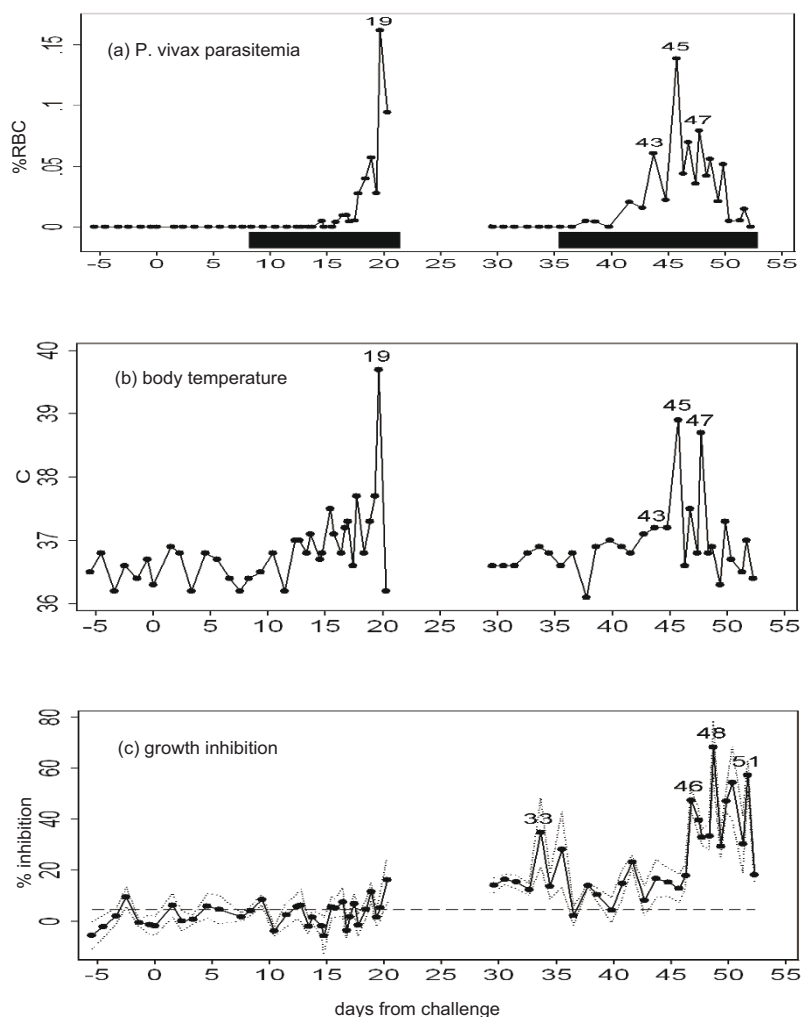 (a) P. vivax parasitemia
19
45
47
43
%RBC
.15
.1
.05
0
-5 0 5 10 15 20 25 30 35 40 45 50 55
(b) body temperature
19
45
47
43
C
40
39
38
37
36
-5 0 5 10 15 20 25 30 35 40 45 50 55
(c) growth inhibition
48
51
46
33
% inhibition
80
60
40
20
0
-5 0 5 10 15 20 25 30 35 40 45 50 55
days from challenge